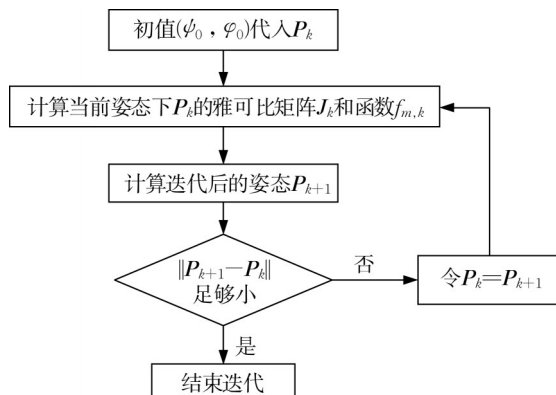 初值(ψ₀ , φ₀)代入Pₖ
计算当前姿态下Pₖ的雅可比矩阵Jₖ和函数fₘ,ₖ
计算迭代后的姿态Pₖ₊₁
‖Pₖ₊₁−Pₖ‖
足够小
否
令Pₖ=Pₖ₊₁
是
结束迭代